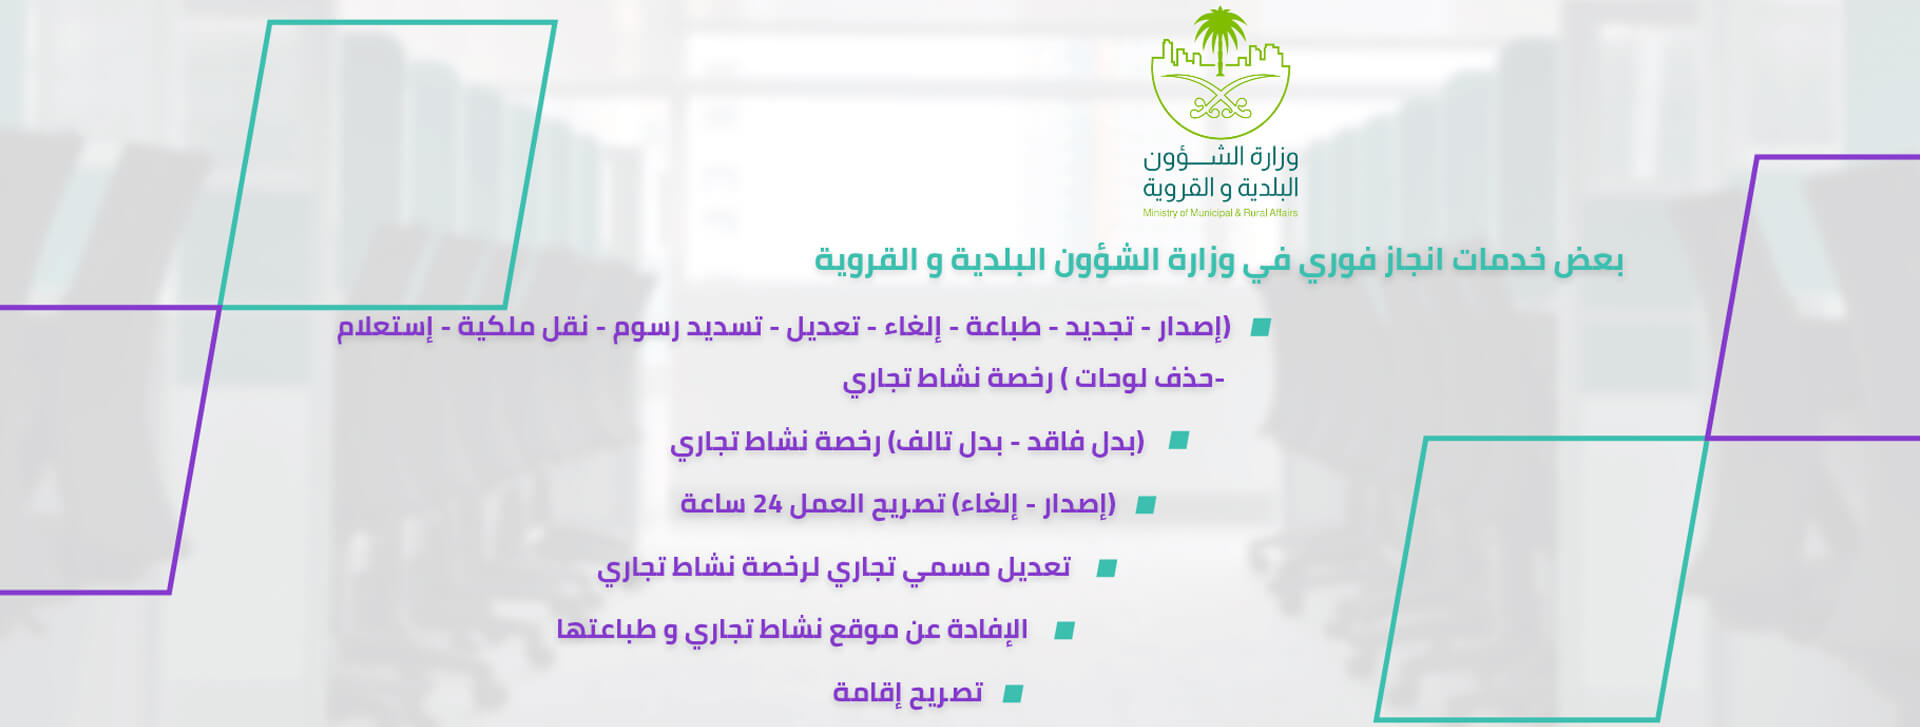 وزارة الشـــؤون
البلدية و القروية
Ministry of Municipal & Rural Affairs
بعض خدمات انجاز فوري في وزارة الشؤون البلدية و القروية
(إصدار - تجديد - طباعة - إلغاء - تعديل - تسديد رسوم - نقل ملكية - إستعلام
-حذف لوحات ) رخصة نشاط تجاري
(بدل فاقد - بدل تالف) رخصة نشاط تجاري
(إصدار - إلغاء) تصريح العمل 24 ساعة
تعديل مسمي تجاري لرخصة نشاط تجاري
الإفادة عن موقع نشاط تجاري و طباعتها
تصريح إقامة